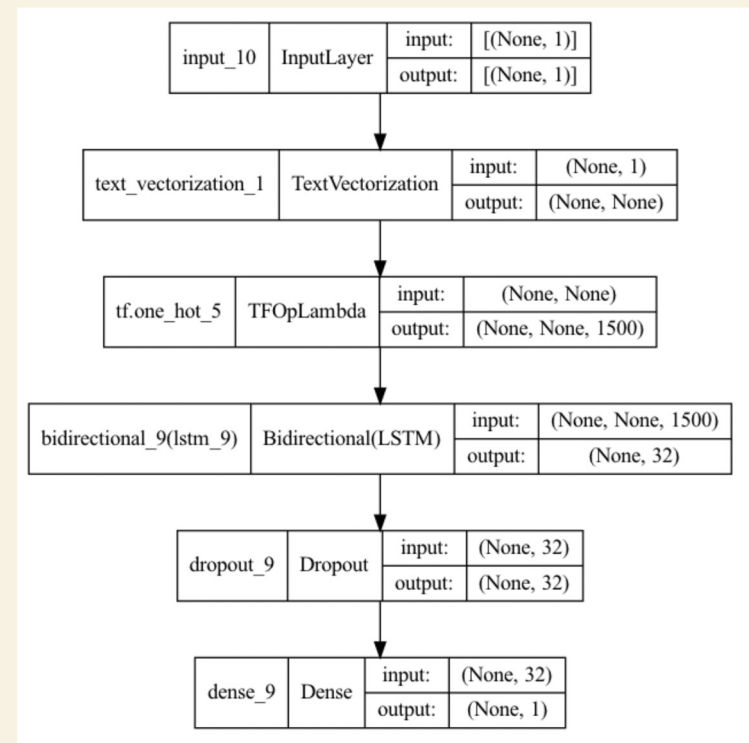 input_10 InputLayer input: [(None, 1)]
output: [(None, 1)]
text_vectorization_1 TextVectorization input: (None, 1)
output: (None, None)
tf.one_hot_5 TFOpLambda input: (None, None)
output: (None, None, 1500)
bidirectional_9(lstm_9) Bidirectional(LSTM) input: (None, None, 1500)
output: (None, 32)
dropout_9 Dropout input: (None, 32)
output: (None, 32)
dense_9 Dense input: (None, 32)
output: (None, 1)